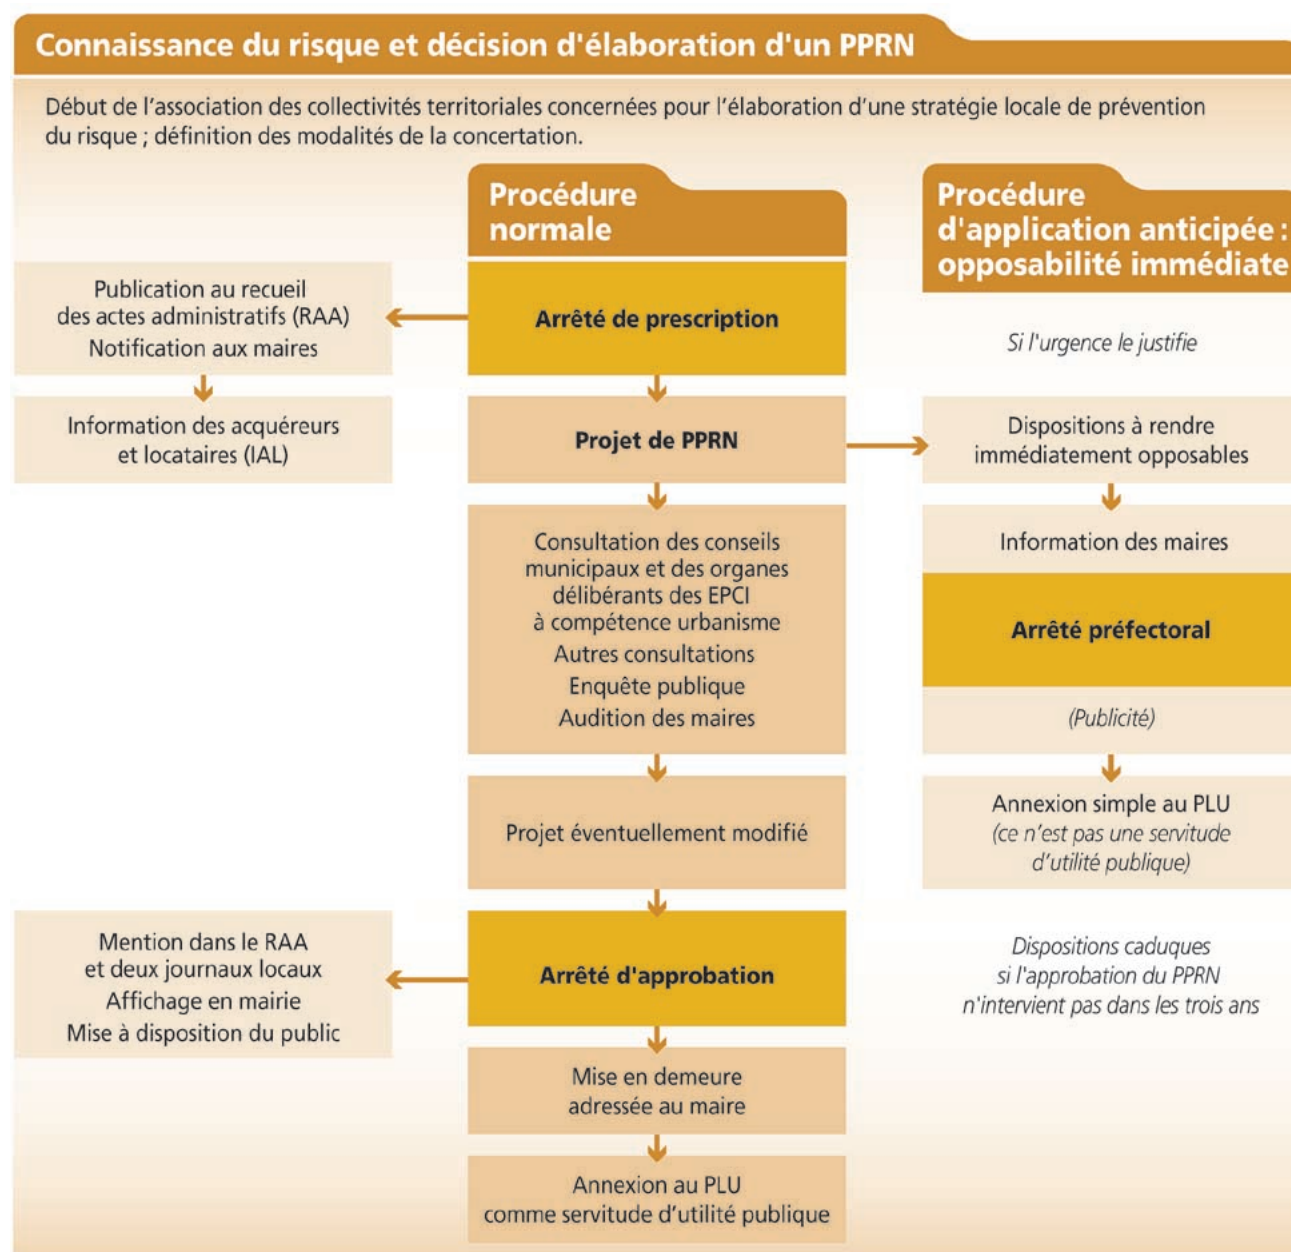 Connaissance du risque et décision d'élaboration d'un PPRN
Début de l'association des collectivités territoriales concernées pour l'élaboration d'une stratégie locale de prévention
du risque ; définition des modalités de la concertation.
Procédure
normale
Procédure
d'application anticipée :
opposabilité immédiate
Publication au recueil
des actes administratifs (RAA)
Notification aux maires
Arrêté de prescription
Si l'urgence le justifie
Information des acquéreurs
et locataires (IAL)
Projet de PPRN
Dispositions à rendre
immédiatement opposables
Consultation des conseils
municipaux et des organes
délibérants des EPCI
à compétence urbanisme
Autres consultations
Enquête publique
Audition des maires
Information des maires
Arrêté préfectoral
(Publicité)
Projet éventuellement modifié
Annexion simple au PLU
(ce n'est pas une servitude
d'utilité publique)
Mention dans le RAA
et deux journaux locaux
Affichage en mairie
Mise à disposition du public
Arrêté d'approbation
Dispositions caduques
si l'approbation du PPRN
n'intervient pas dans les trois ans
Mise en demeure
adressée au maire
Annexion au PLU
comme servitude d'utilité publique